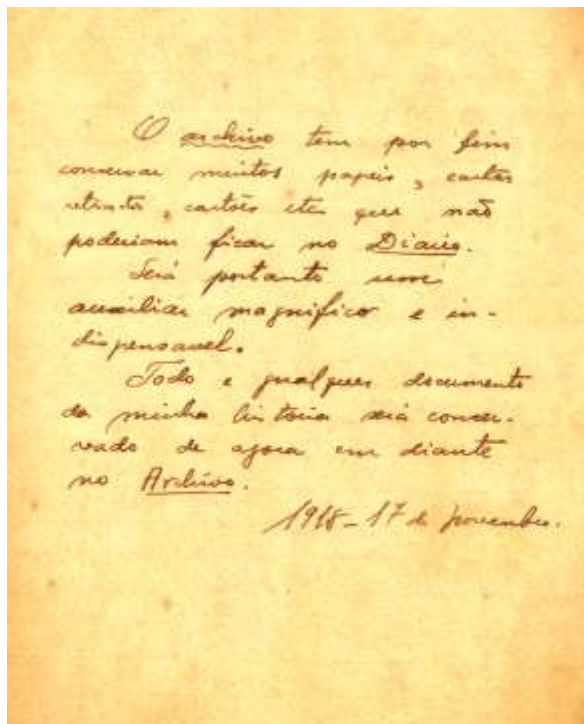 O archivo tem por fim
conservar muitos papeis, cartas
retratos, cartões etc que não
poderiam ficar no Diario.
Será portanto um
auxiliar magnifico e in-
dispensavel.
Todo e qualquer documento
da minha historia será conser-
vado de agora em diante
no Archivo.
1918 - 17 de novembro.